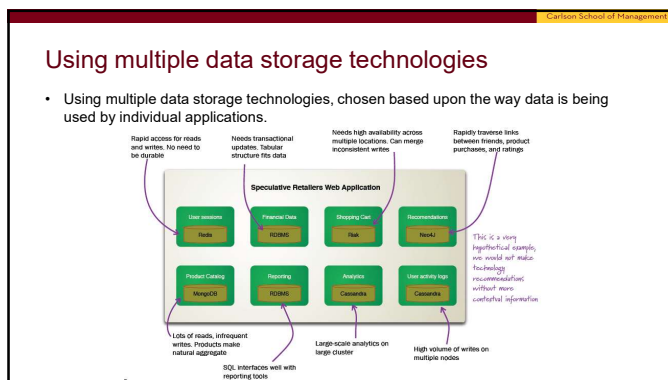 Carlson School of Management
Using multiple data storage technologies
• Using multiple data storage technologies, chosen based upon the way data is being
used by individual applications.
Rapid access for reads
and writes. No need to
be durable
Needs transactional
updates. Tabular
structure fits data
Needs high availability across
multiple locations. Can merge
inconsistent writes
Rapidly traverse links
between friends, product
purchases, and ratings
Speculative Retailers Web Application
User sessions
Redis
Financial Data
RDBMS
Shopping Cart
Riak
Recomendations
Neo4J
Product Catalog
MongoDB
Reporting
RDBMS
Analytics
Cassandra
User activity logs
Cassandra
This is a very
hypothetical example,
we would not make
technology
recommendations
without more
contextual information
Lots of reads, infrequent
writes. Products make
natural aggregate
SQL interfaces well with
reporting tools
Large-scale analytics on
large cluster
High volume of writes on
multiple nodes